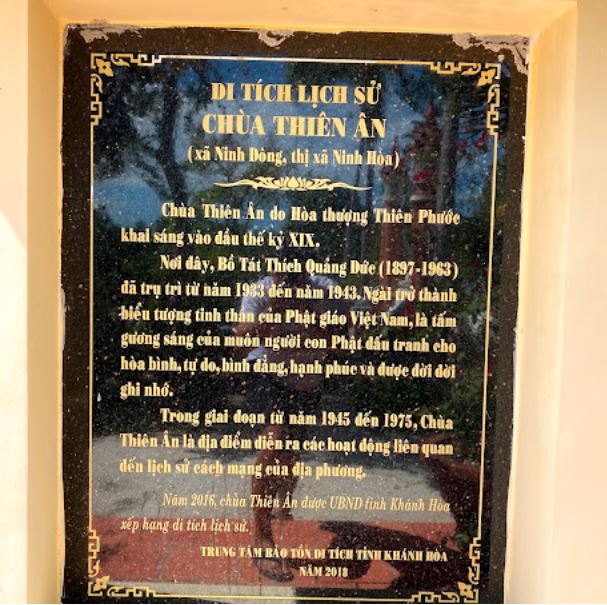 DI TÍCH LỊCH SỬ
CHÙA THIÊN ÂN
(xã Ninh Đông, thị xã Ninh Hòa)
Chùa Thiên Ân do Hòa thượng Thiên Phước
khai sáng vào đầu thế kỷ XIX.
Nơi đây, Bồ Tát Thích Quảng Đức (1897-1963)
đã trụ trì từ năm 1933 đến năm 1943. Ngài trở thành
biểu tượng tinh thần của Phật giáo Việt Nam, là tấm
gương sáng của muôn người con Phật đấu tranh cho
hòa bình, tự do, bình đẳng, hạnh phúc và được đời đời
ghi nhớ.
Trong giai đoạn từ năm 1945 đến 1975, Chùa
Thiên Ân là địa điểm diễn ra các hoạt động liên quan
đến lịch sử cách mạng của địa phương.
Năm 2016, chùa Thiên Ân được UBND tỉnh Khánh Hòa
xếp hạng di tích lịch sử.
TRUNG TÂM BẢO TỒN DI TÍCH TỈNH KHÁNH HÒA
NĂM 2018